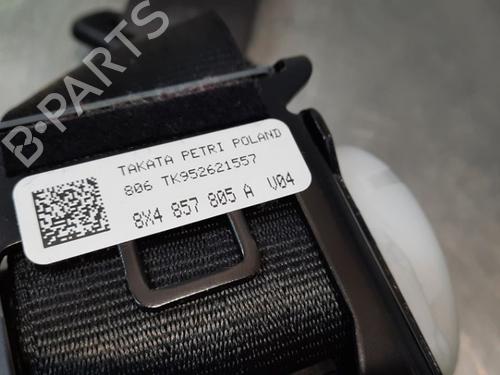 B-PARTS
TAKATA PETRI POLAND
806 TK952621557
8X4 857 805 A V04